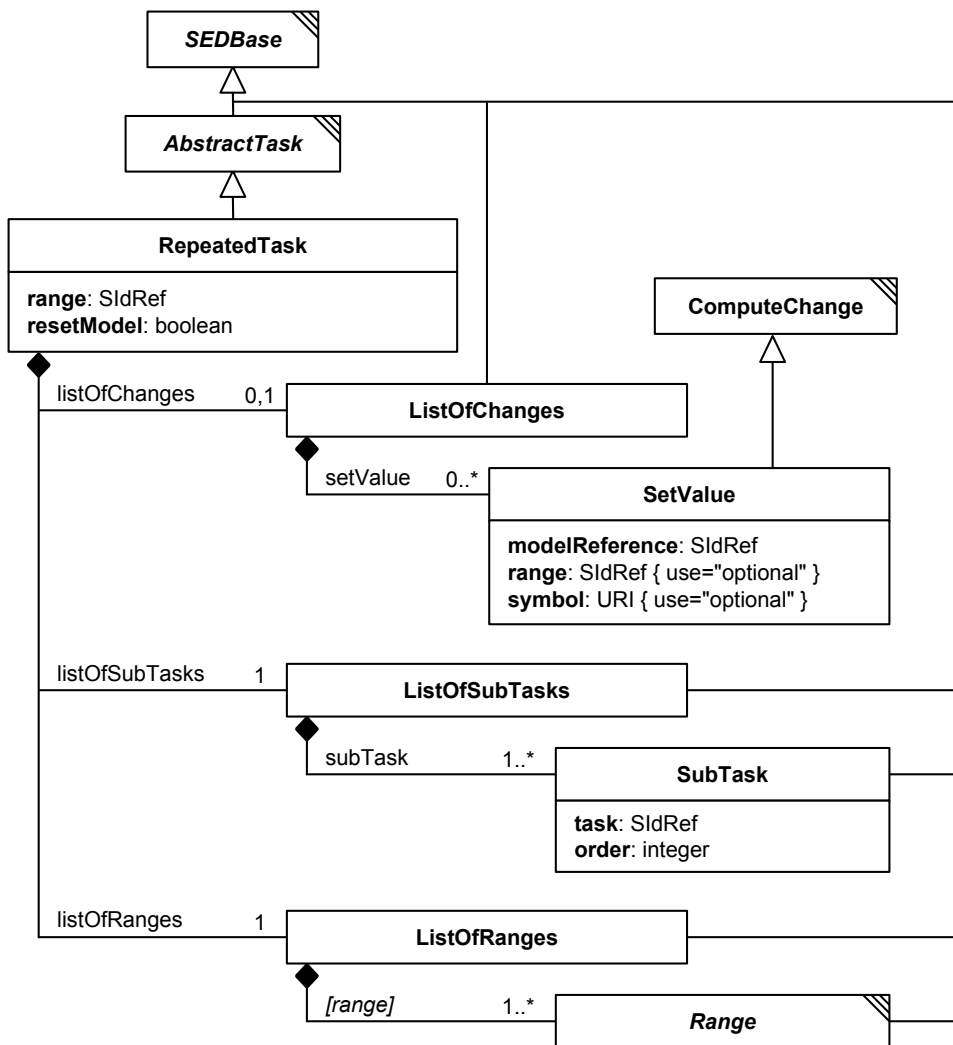 SEDBase
AbstractTask
RepeatedTask
range: SIdRef
resetModel: boolean
ComputeChange
listOfChanges 0,1
ListOfChanges
setValue 0..*
SetValue
modelReference: SIdRef
range: SIdRef { use="optional" }
symbol: URI { use="optional" }
listOfSubTasks 1
ListOfSubTasks
subTask 1..*
SubTask
task: SIdRef
order: integer
listOfRanges 1
ListOfRanges
[range] 1..*
Range